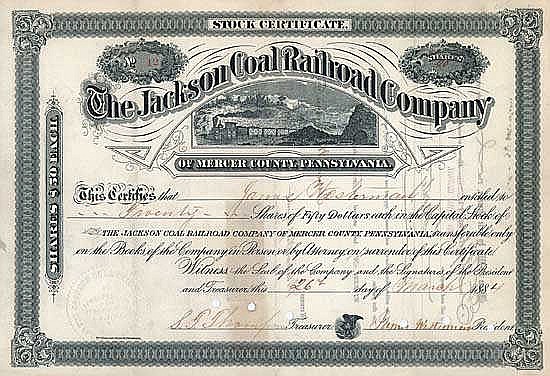 STOCK CERTIFICATE.
No 12
SHARES
The Jackson Coal Railroad Company
OF MERCER COUNTY, PENNSYLVANIA.
SHARES $50 EACH
This Certifies that James Westerman entitled to
Shares of Fifty Dollars each in the Capital Stock of
THE JACKSON COAL RAILROAD COMPANY OF MERCER COUNTY, PENNSYLVANIA, transferable only
on the Books of the Company in Person or by Attorney on surrender of this Certificate
Witness the Seal of the Company and the Signatures of the President
and Treasurer, this 26th day of March 1884
Treasurer James Westerman President